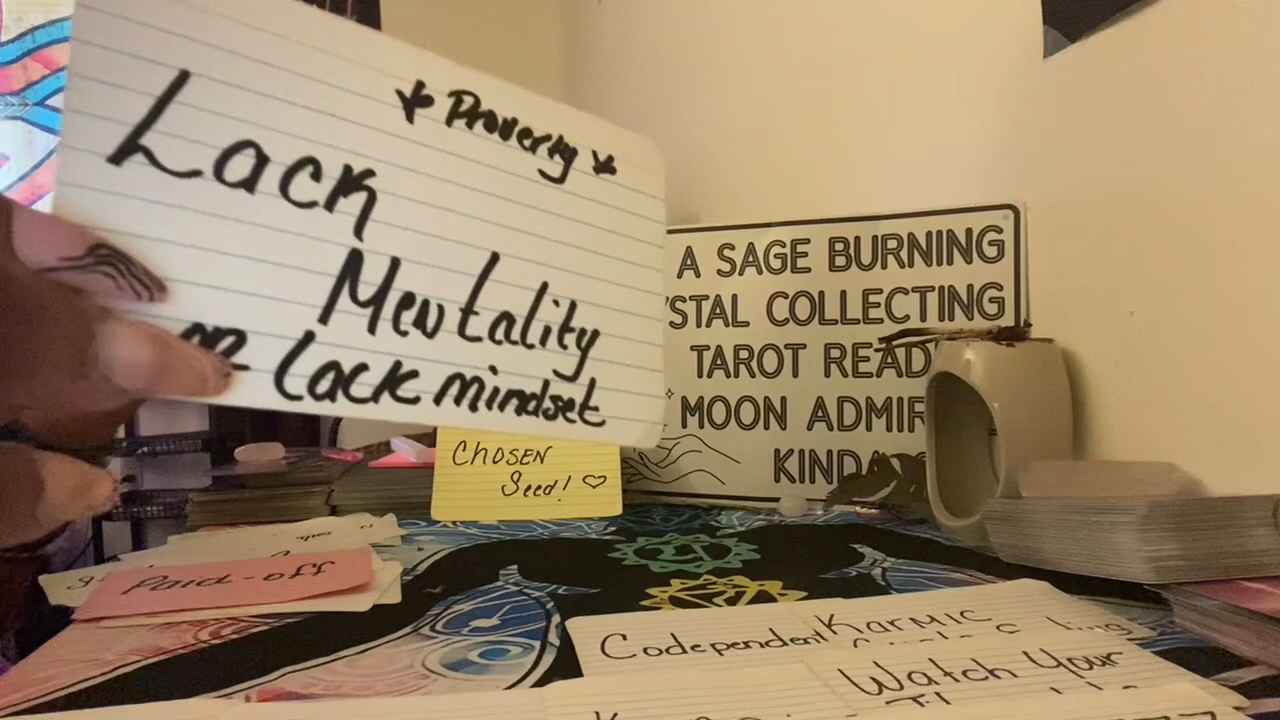 * Proverty *
Lack
Mentality
or Lack mindset
A SAGE BURNING
STAL COLLECTING
TAROT READ
MOON ADMIR
KINDA
CHOSEN
Seed! ♡
Paid-off
Codependent
KarMIC
Watch Your